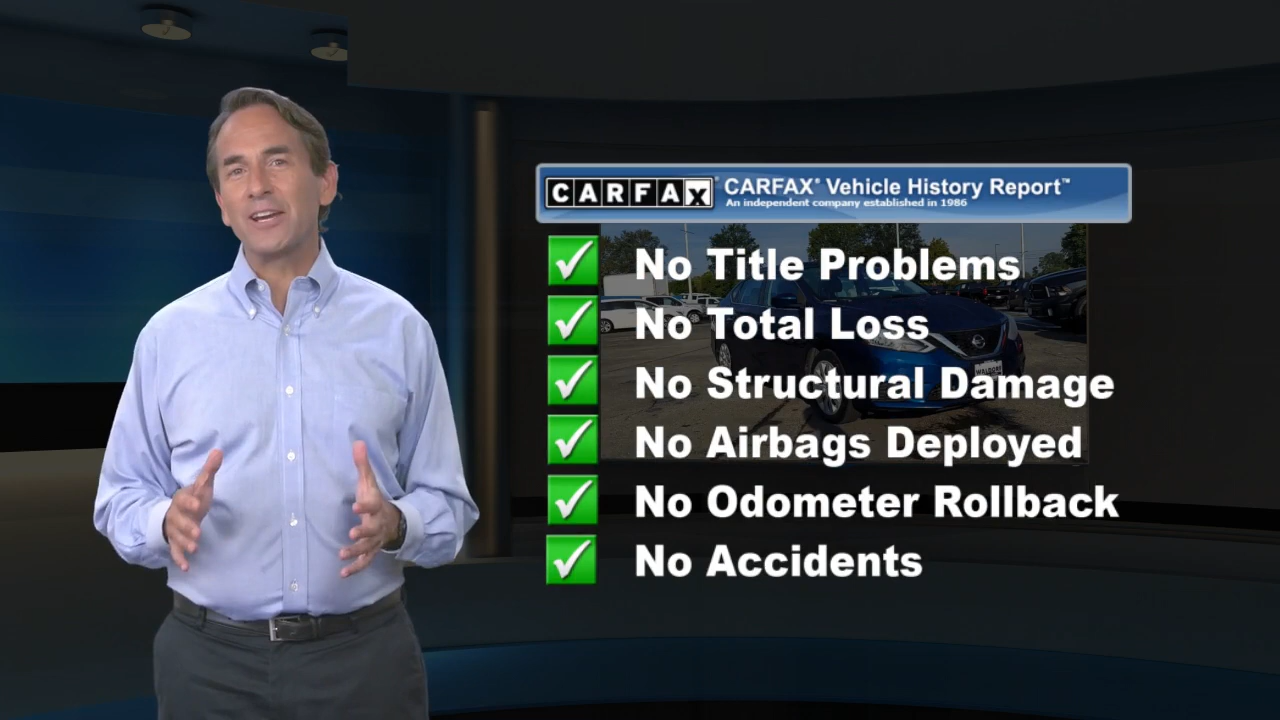 CARFAX® CARFAX® Vehicle History Report™
An independent company established in 1986
No Title Problems
No Total Loss
No Structural Damage
No Airbags Deployed
No Odometer Rollback
No Accidents